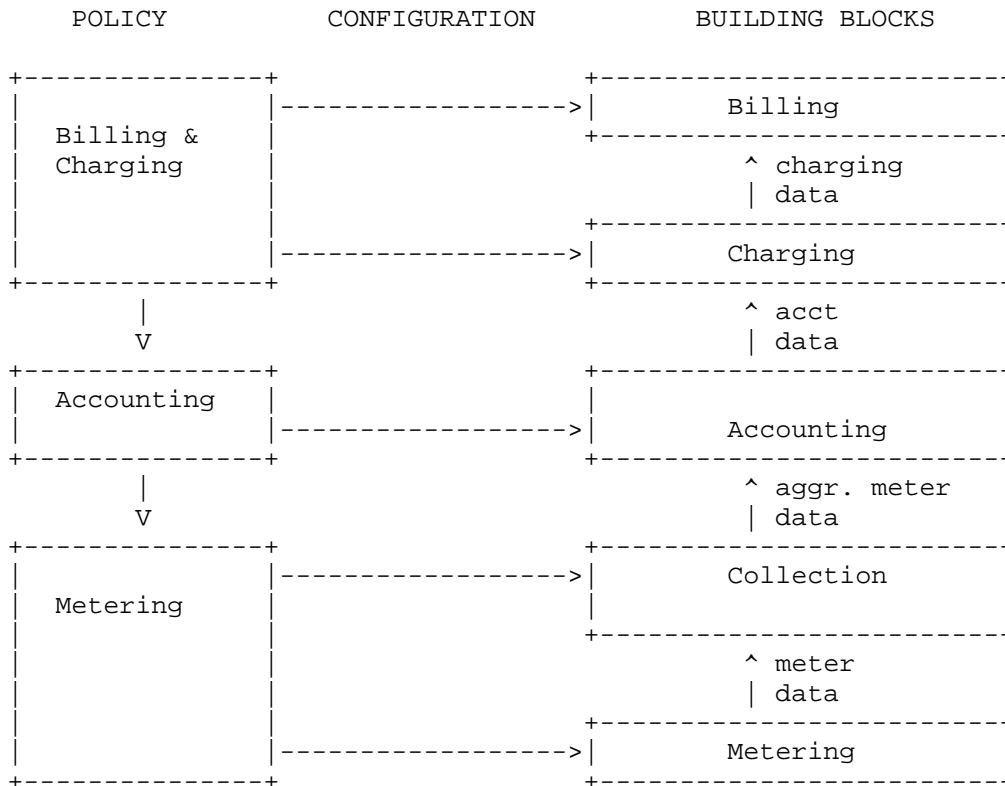 POLICY CONFIGURATION BUILDING BLOCKS
Billing
Billing &
Charging ^ charging
| data
Charging
| ^ acct
V | data
Accounting
Accounting
| ^ aggr. meter
V | data
Collection
Metering
^ meter
| data
Metering